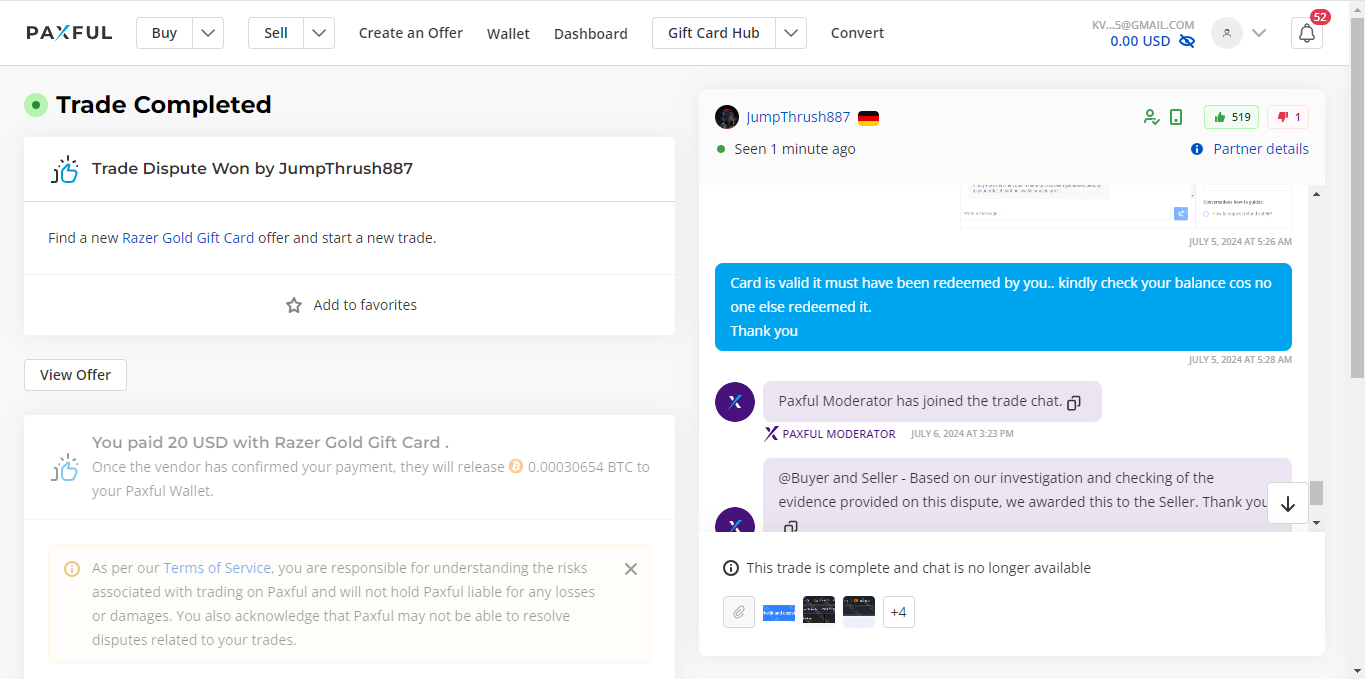 PAXFUL
Buy
Sell
Create an Offer
Wallet
Dashboard
Gift Card Hub
Convert
KV...5@GMAIL.COM
0.00 USD
52
Trade Completed
Trade Dispute Won by JumpThrush887
Find a new Razer Gold Gift Card offer and start a new trade.
Add to favorites
View Offer
You paid 20 USD with Razer Gold Gift Card .
Once the vendor has confirmed your payment, they will release 0.00030654 BTC to
your Paxful Wallet.
As per our Terms of Service, you are responsible for understanding the risks
associated with trading on Paxful and will not hold Paxful liable for any losses
or damages. You also acknowledge that Paxful may not be able to resolve
disputes related to your trades.
JumpThrush887
519
1
Seen 1 minute ago
Partner details
Write a message...
Conversations how-to guides:
How to request refund safely?
JULY 5, 2024 AT 5:26 AM
Card is valid it must have been redeemed by you.. kindly check your balance cos no
one else redeemed it.
Thank you
JULY 5, 2024 AT 5:28 AM
Paxful Moderator has joined the trade chat.
PAXFUL MODERATOR
JULY 6, 2024 AT 3:23 PM
@Buyer and Seller - Based on our investigation and checking of the
evidence provided on this dispute, we awarded this to the Seller. Thank you
This trade is complete and chat is no longer available
+4